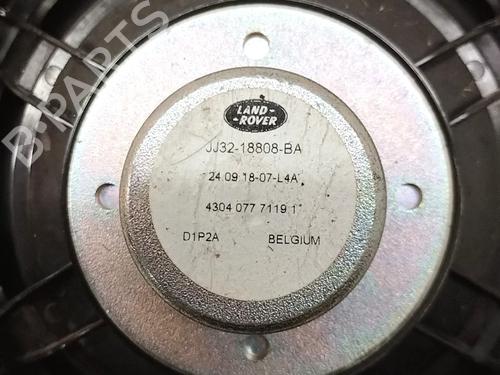 B-PARTS
LAND-
ROVER
JJ32-18808-BA
24 09 18-07-L4A
4304 077 7119 1
D1P2A BELGIUM